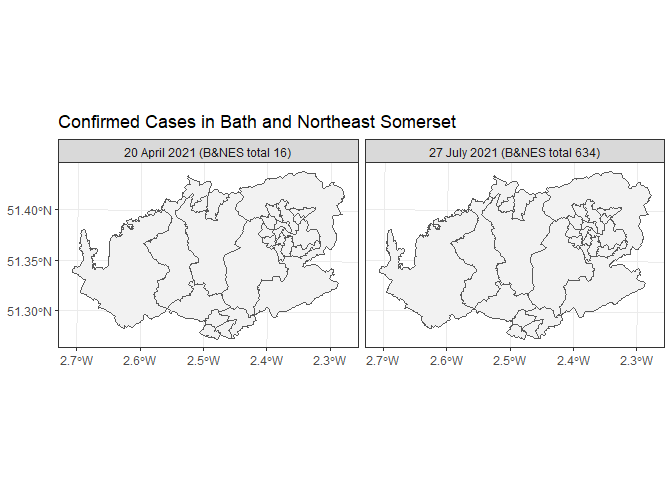 Confirmed Cases in Bath and Northeast Somerset
20 April 2021 (B&NES total 16)
27 July 2021 (B&NES total 634)
51.40°N
51.35°N
51.30°N
2.7°W
2.6°W
2.5°W
2.4°W
2.3°W
2.7°W
2.6°W
2.5°W
2.4°W
2.3°W